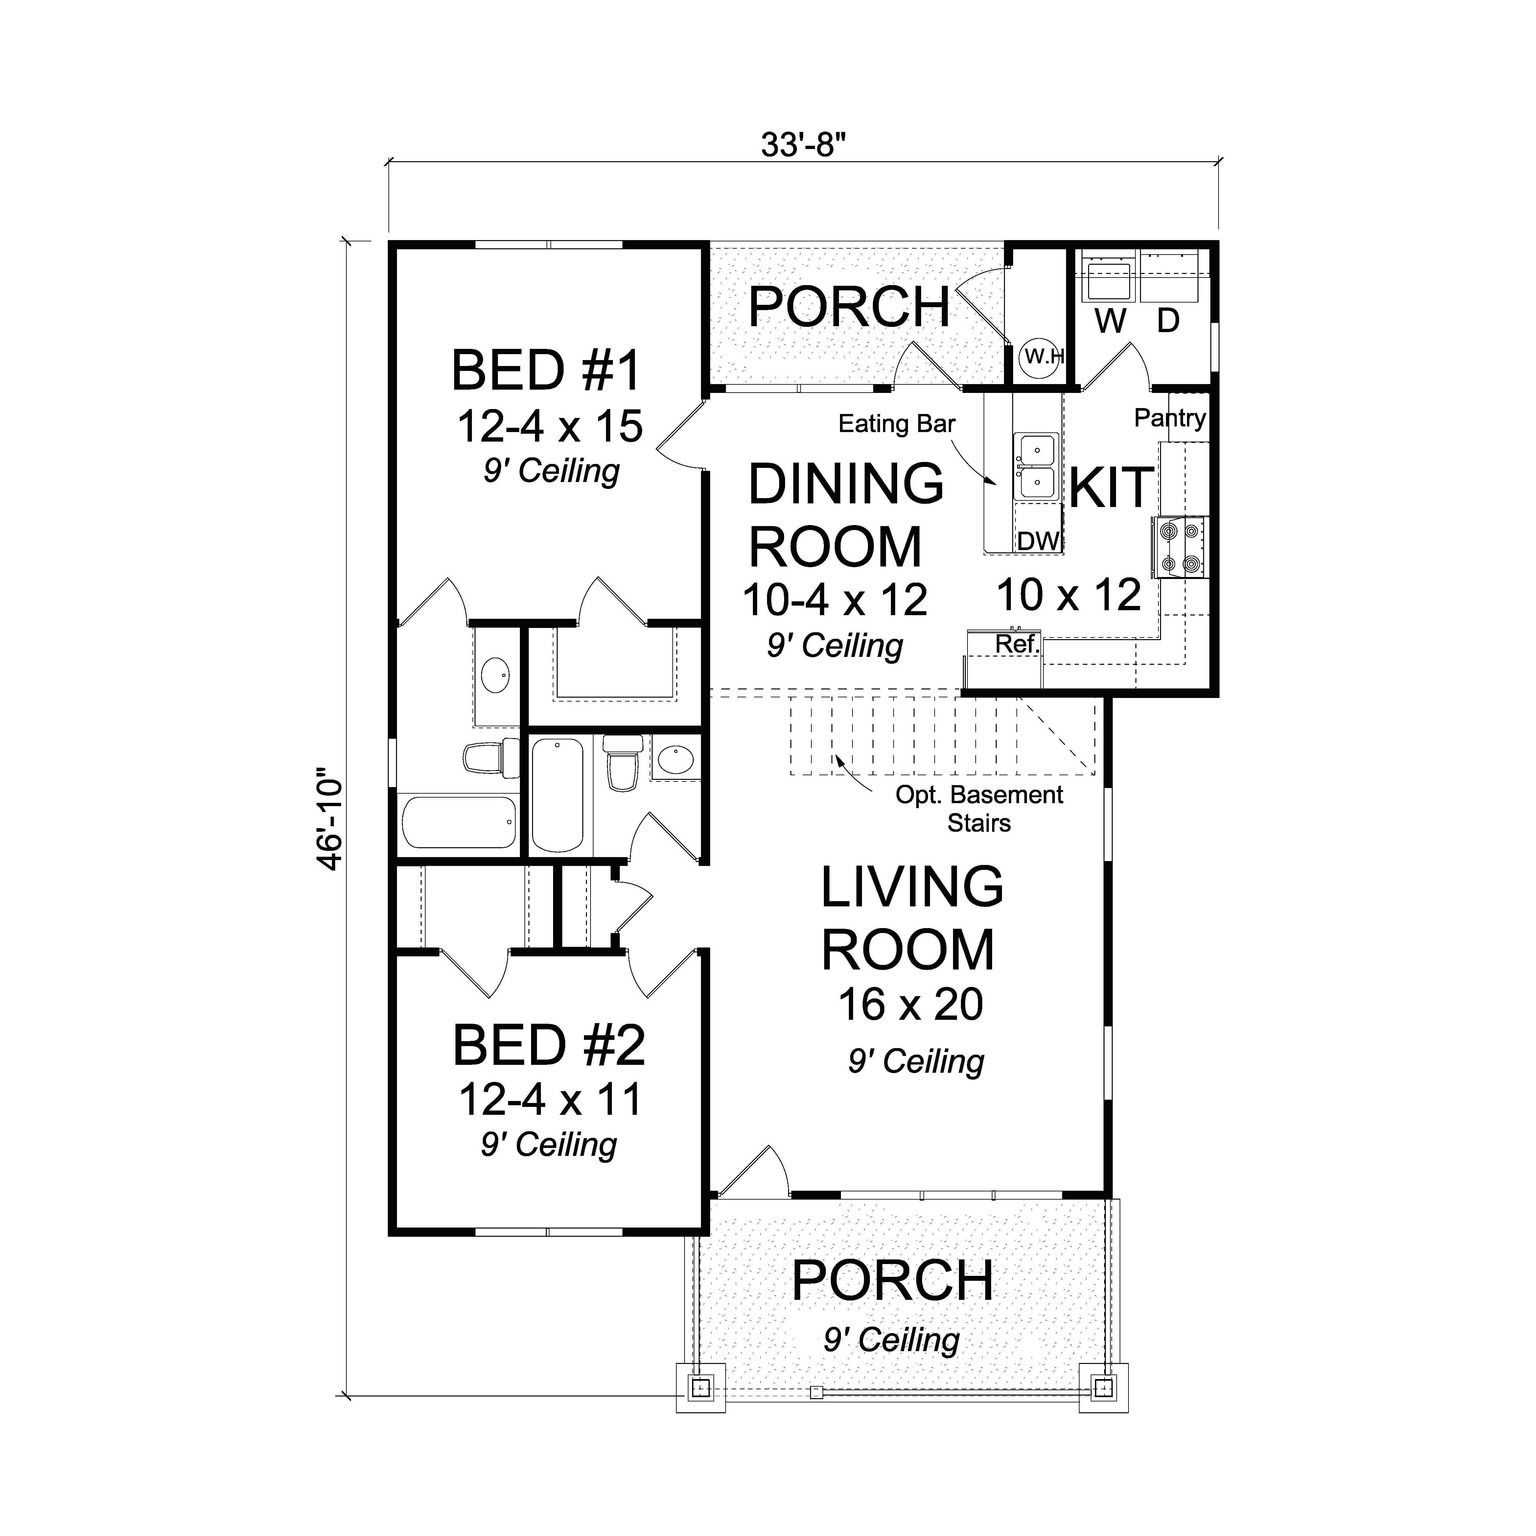 33'-8"
46'-10"
PORCH
W D
W.H
BED #1
12-4 x 15
9' Ceiling
Eating Bar
Pantry
DINING
ROOM
10-4 x 12
9' Ceiling
KIT
DW
10 x 12
Ref.
Opt. Basement
Stairs
LIVING
ROOM
16 x 20
9' Ceiling
BED #2
12-4 x 11
9' Ceiling
PORCH
9' Ceiling